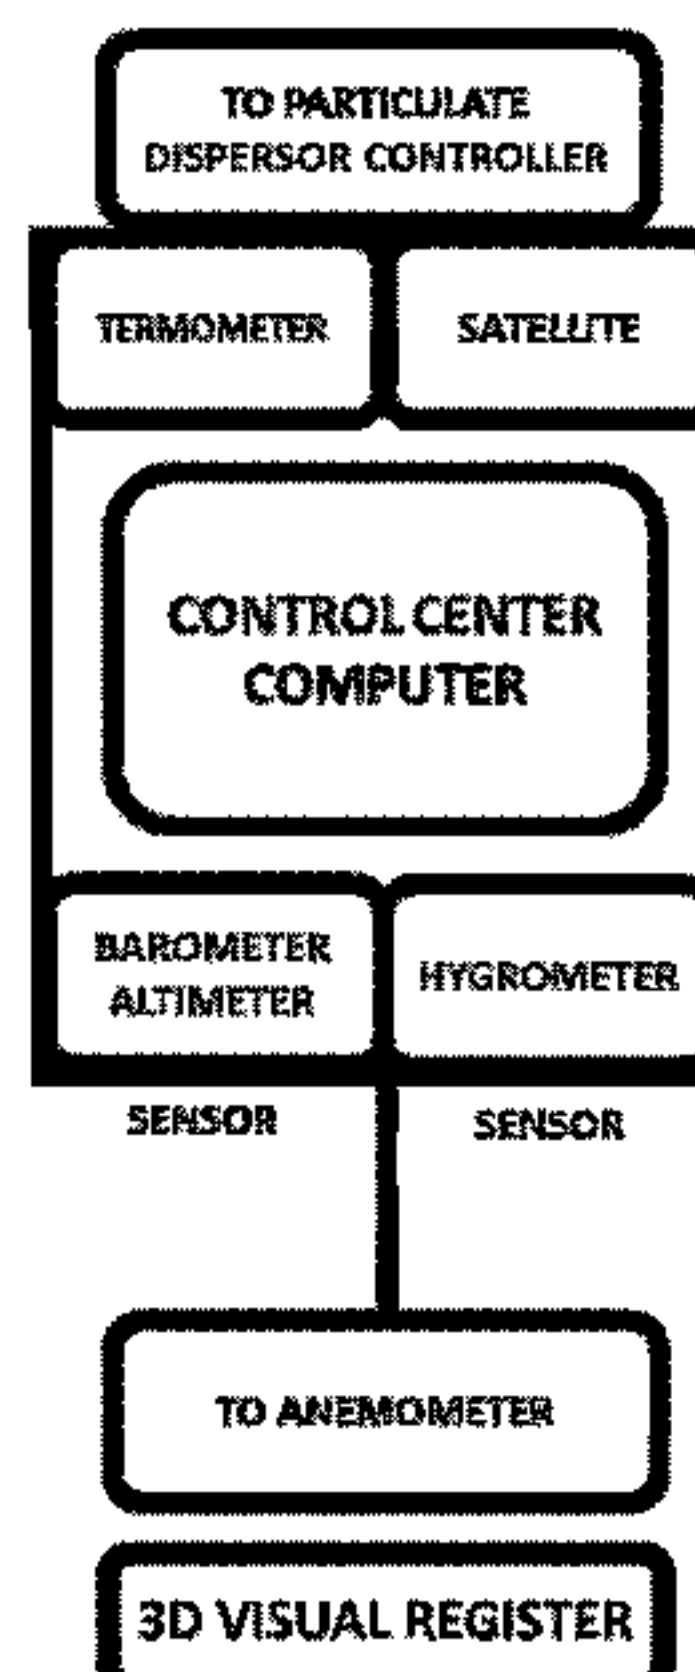 TO PARTICULATE
DISPERSOR CONTROLLER
TERMOMETER
SATELLITE
CONTROL CENTER
COMPUTER
BAROMETER
ALTIMETER
HYGROMETER
SENSOR
SENSOR
TO ANEMOMETER
3D VISUAL REGISTER